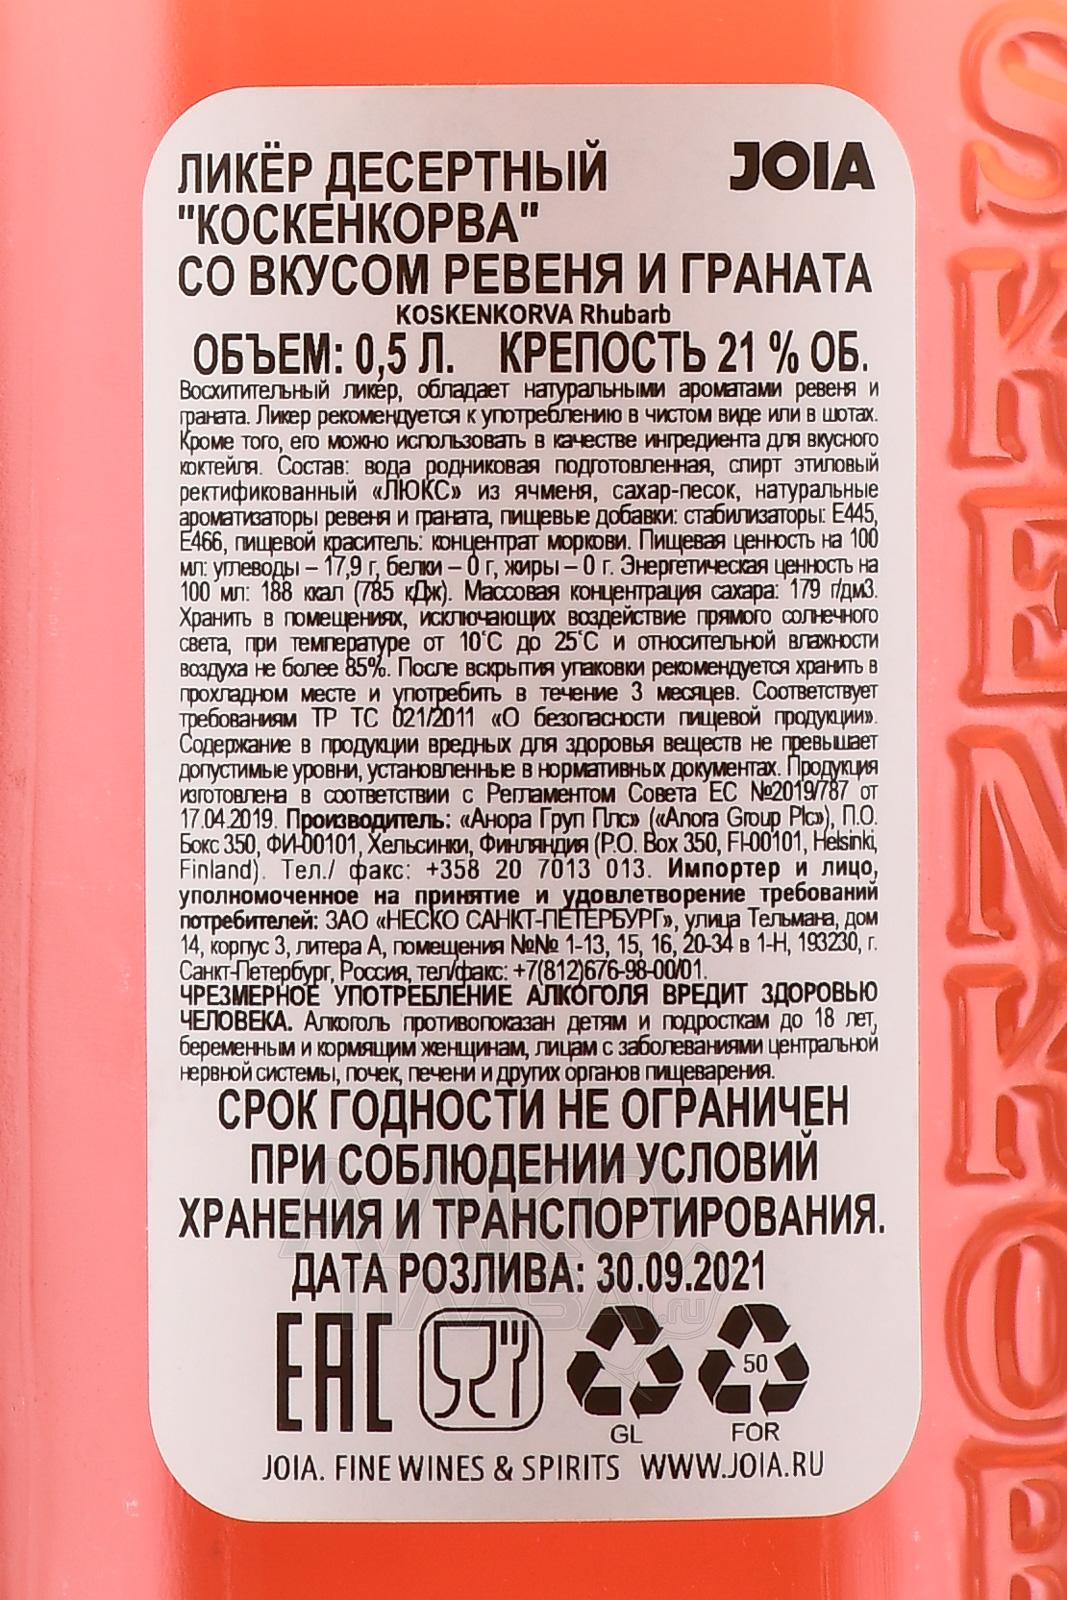 ЛИКЁР ДЕСЕРТНЫЙ JOIA
"КОСКЕНКОРВА"
СО ВКУСОМ РЕВЕНЯ И ГРАНАТА
KOSKENKORVA Rhubarb
ОБЪЕМ: 0,5 Л. КРЕПОСТЬ 21 % ОБ.
Восхитительный ликер, обладает натуральными ароматами ревеня и
граната. Ликер рекомендуется к употреблению в чистом виде или в шотах.
Кроме того, его можно использовать в качестве ингредиента для вкусного
коктейля. Состав: вода родниковая подготовленная, спирт этиловый
ректификованный «ЛЮКС» из ячменя, сахар-песок, натуральные
ароматизаторы ревеня и граната, пищевые добавки: стабилизаторы: Е445,
Е466, пищевой краситель: концентрат моркови. Пищевая ценность на 100
мл: углеводы – 17,9 г, белки – 0 г, жиры – 0 г. Энергетическая ценность на
100 мл: 188 ккал (785 кДж). Массовая концентрация сахара: 179 г/дм3.
Хранить в помещениях, исключающих воздействие прямого солнечного
света, при температуре от 10˚С до 25˚С и относительной влажности
воздуха не более 85%. После вскрытия упаковки рекомендуется хранить в
прохладном месте и употребить в течение 3 месяцев. Соответствует
требованиям ТР ТС 021/2011 «О безопасности пищевой продукции».
Содержание в продукции вредных для здоровья веществ не превышает
допустимые уровни, установленные в нормативных документах. Продукция
изготовлена в соответствии с Регламентом Совета ЕС №2019/787 от
17.04.2019. Производитель: «Анора Груп Плс» («Anora Group Plc»), П.О.
Бокс 350, ФИ-00101, Хельсинки, Финляндия (P.O. Box 350, FI-00101, Helsinki,
Finland). Тел./ факс: +358 20 7013 013. Импортер и лицо,
уполномоченное на принятие и удовлетворение требований
потребителей: ЗАО «НЕСКО САНКТ-ПЕТЕРБУРГ», улица Тельмана, дом
14, корпус 3, литера А, помещения №№ 1-13, 15, 16, 20-34 в 1-Н, 193230, г.
Санкт-Петербург, Россия, тел/факс: +7(812)676-98-00/01.
ЧРЕЗМЕРНОЕ УПОТРЕБЛЕНИЕ АЛКОГОЛЯ ВРЕДИТ ЗДОРОВЬЮ
ЧЕЛОВЕКА. Алкоголь противопоказан детям и подросткам до 18 лет,
беременным и кормящим женщинам, лицам с заболеваниями центральной
нервной системы, почек, печени и других органов пищеварения.
СРОК ГОДНОСТИ НЕ ОГРАНИЧЕН
ПРИ СОБЛЮДЕНИИ УСЛОВИЙ
ХРАНЕНИЯ И ТРАНСПОРТИРОВАНИЯ.
ДАТА РОЗЛИВА: 30.09.2021
АЛКО
ПЛАЗА.ru
ЕАС
50
GL FOR
JOIA. FINE WINES & SPIRITS WWW.JOIA.RU
SKENKOR